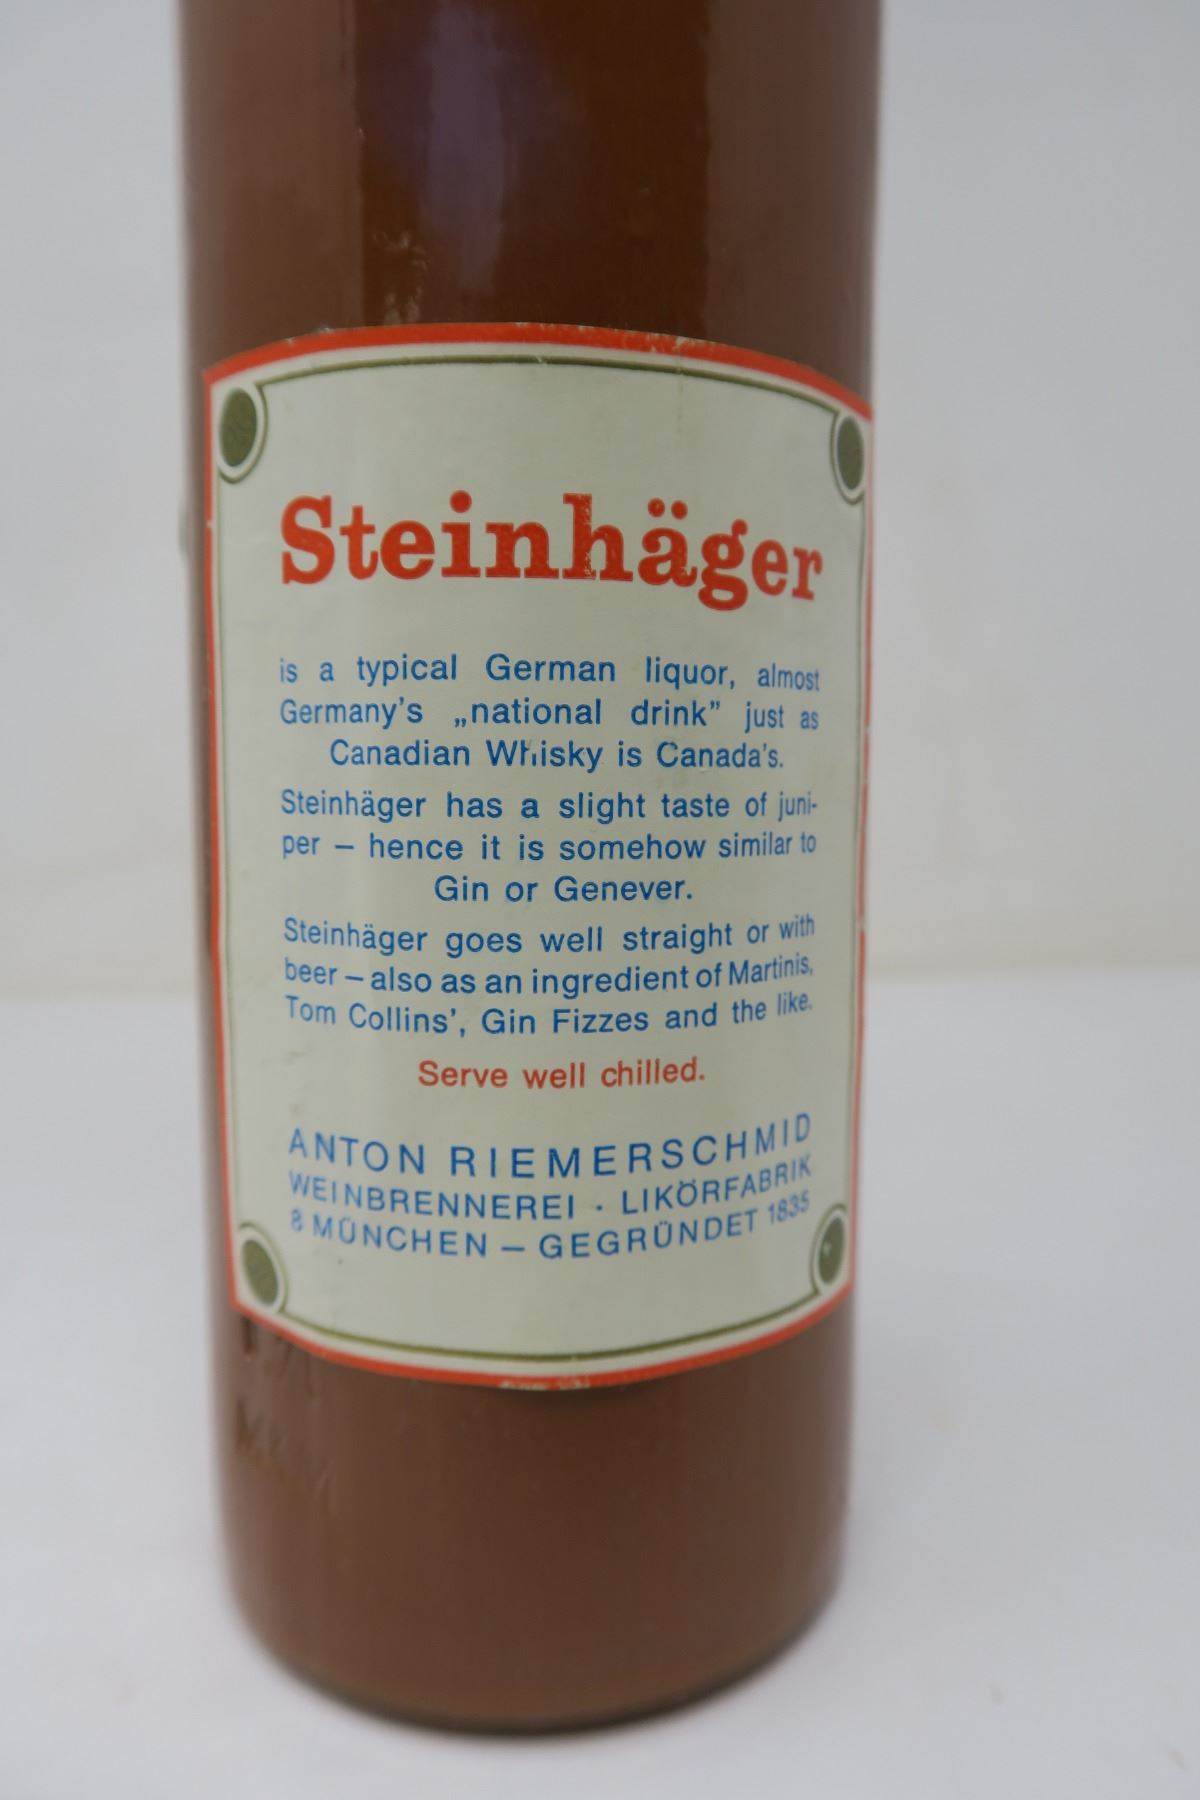 Steinhäger
is a typical German liquor, almost
Germany's „national drink” just as
Canadian Whisky is Canada's.
Steinhäger has a slight taste of juni-
per – hence it is somehow similar to
Gin or Genever.
Steinhäger goes well straight or with
beer – also as an ingredient of Martinis,
Tom Collins', Gin Fizzes and the like.
Serve well chilled.
ANTON RIEMERSCHMID
WEINBRENNEREI · LIKÖRFABRIK
8 MÜNCHEN – GEGRÜNDET 1835